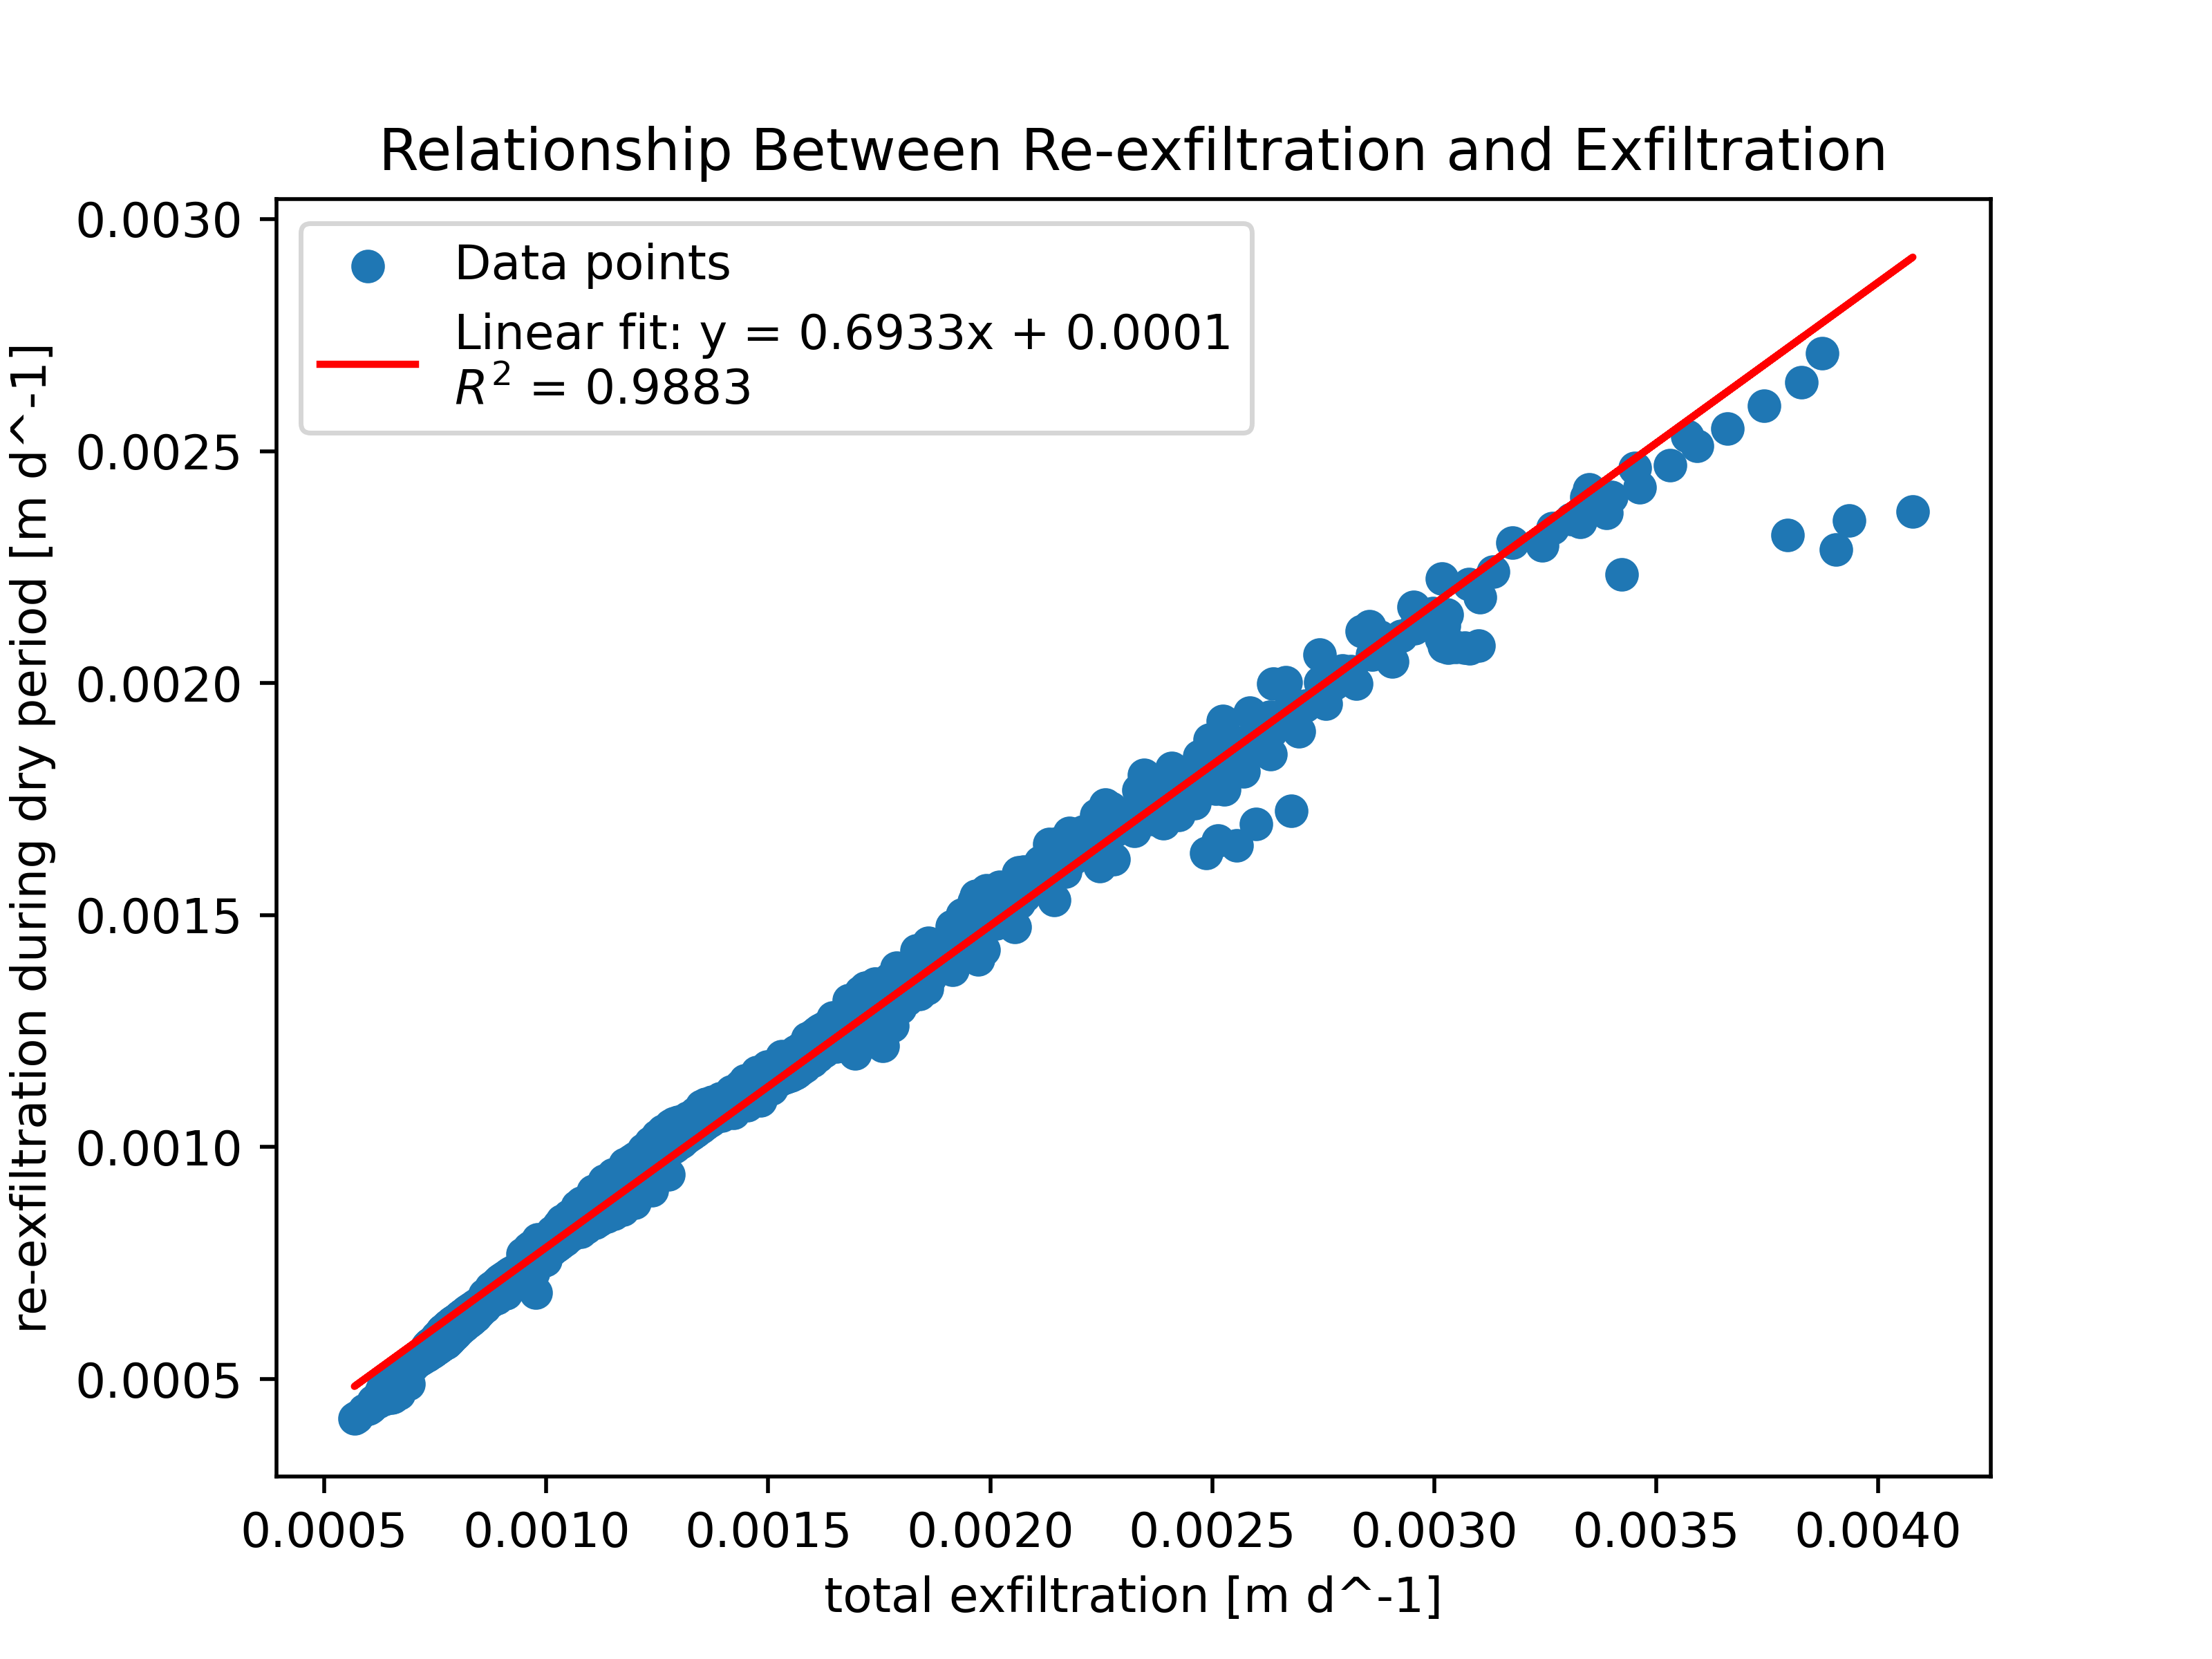 Relationship Between Re-exfiltration and Exfiltration
re-exfiltration during dry period [m d^-1]
0.0030
0.0025
0.0020
0.0015
0.0010
0.0005
Data points
Linear fit: y = 0.6933x + 0.0001
R² = 0.9883
0.0005 0.0010 0.0015 0.0020 0.0025 0.0030 0.0035 0.0040
total exfiltration [m d^-1]